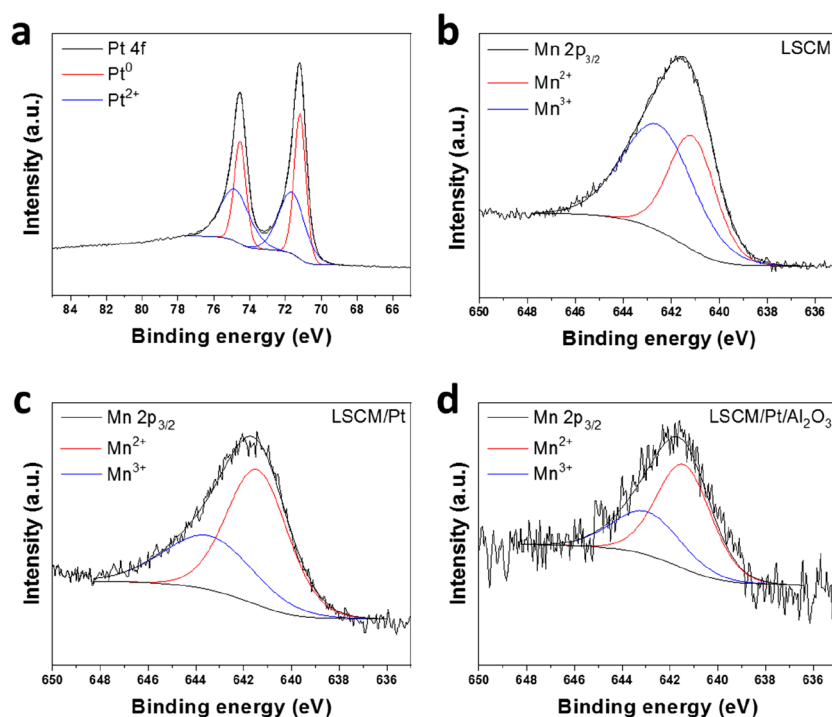 a
Pt 4f
Pt⁰
Pt²⁺
Intensity (a.u.)
84 82 80 78 76 74 72 70 68 66
Binding energy (eV)
b
Mn 2p₃/₂
Mn²⁺
Mn³⁺
LSCM
Intensity (a.u.)
650 648 646 644 642 640 638 636
Binding energy (eV)
c
Mn 2p₃/₂
Mn²⁺
Mn³⁺
LSCM/Pt
Intensity (a.u.)
650 648 646 644 642 640 638 636
Binding energy (eV)
d
Mn 2p₃/₂
Mn²⁺
Mn³⁺
LSCM/Pt/Al₂O₃
Intensity (a.u.)
650 648 646 644 642 640 638 636
Binding energy (eV)